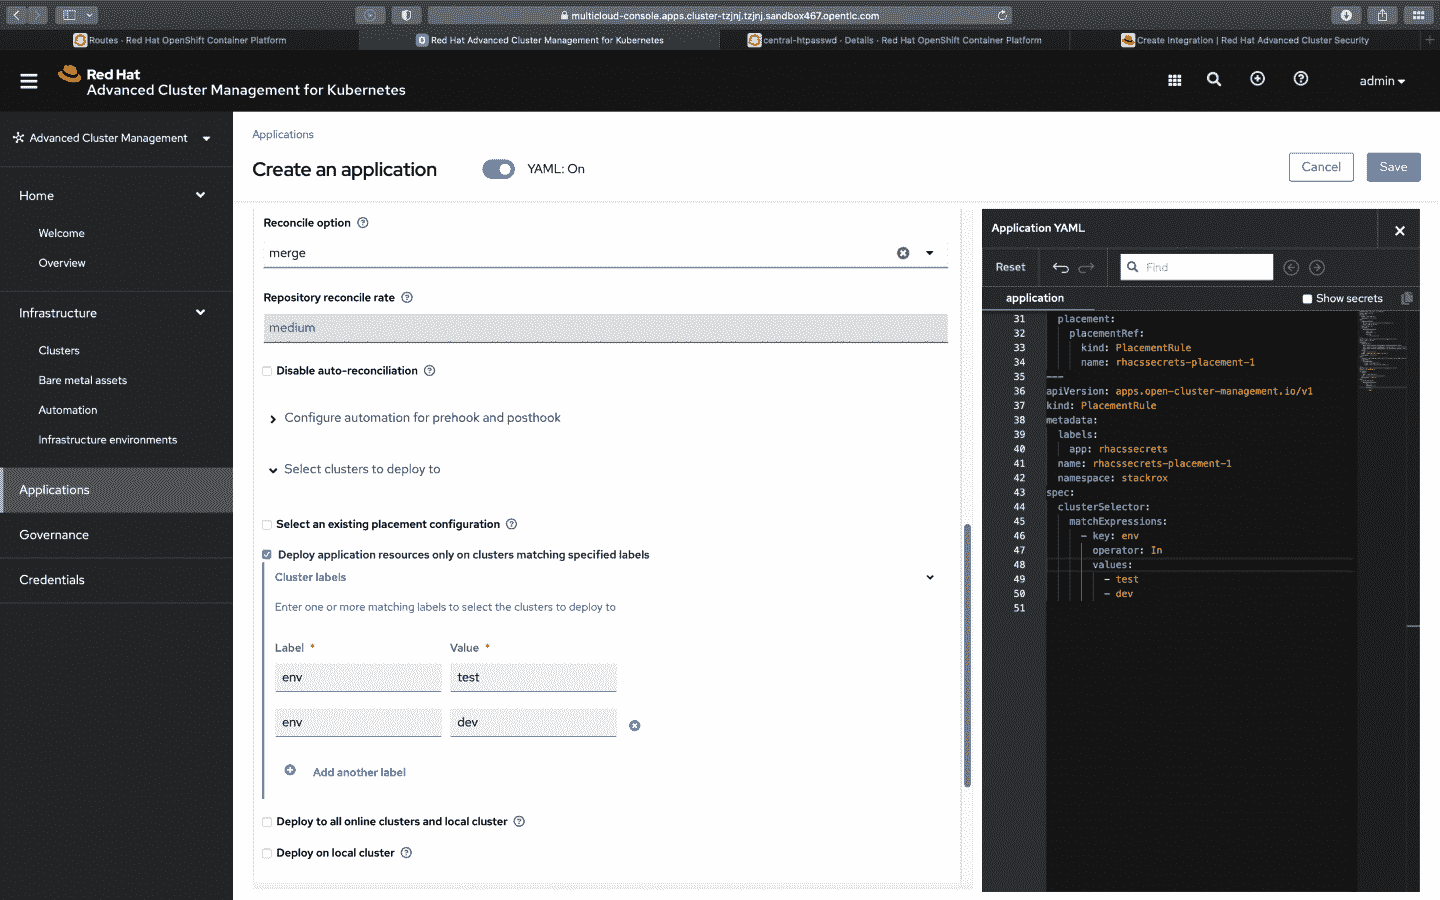 multicloud-console.apps.cluster-tzjnj.tzjnj.sandbox467.opentlc.com
Routes · Red Hat OpenShift Container Platform
Red Hat Advanced Cluster Management for Kubernetes
central-htpasswd · Details · Red Hat OpenShift Container Platform
Create Integration | Red Hat Advanced Cluster Security
Red Hat
Advanced Cluster Management for Kubernetes
admin
Advanced Cluster Management
Home
Welcome
Overview
Infrastructure
Clusters
Bare metal assets
Automation
Infrastructure environments
Applications
Governance
Credentials
Applications
Create an application
YAML: On
Cancel
Save
Reconcile option
merge
Repository reconcile rate
medium
Disable auto-reconciliation
Configure automation for prehook and posthook
Select clusters to deploy to
Select an existing placement configuration
Deploy application resources only on clusters matching specified labels
Cluster labels
Enter one or more matching labels to select the clusters to deploy to
Label * Value *
env test
env dev
Add another label
Deploy to all online clusters and local cluster
Deploy on local cluster
Application YAML
Reset
Find
application
Show secrets
31 placement:
32 placementRef:
33 kind: PlacementRule
34 name: rhacssecrets-placement-1
35 ---
36 apiVersion: apps.open-cluster-management.io/v1
37 kind: PlacementRule
38 metadata:
39 labels:
40 app: rhacssecrets
41 name: rhacssecrets-placement-1
42 namespace: stackrox
43 spec:
44 clusterSelector:
45 matchExpressions:
46 - key: env
47 operator: In
48 values:
49 - test
50 - dev
51